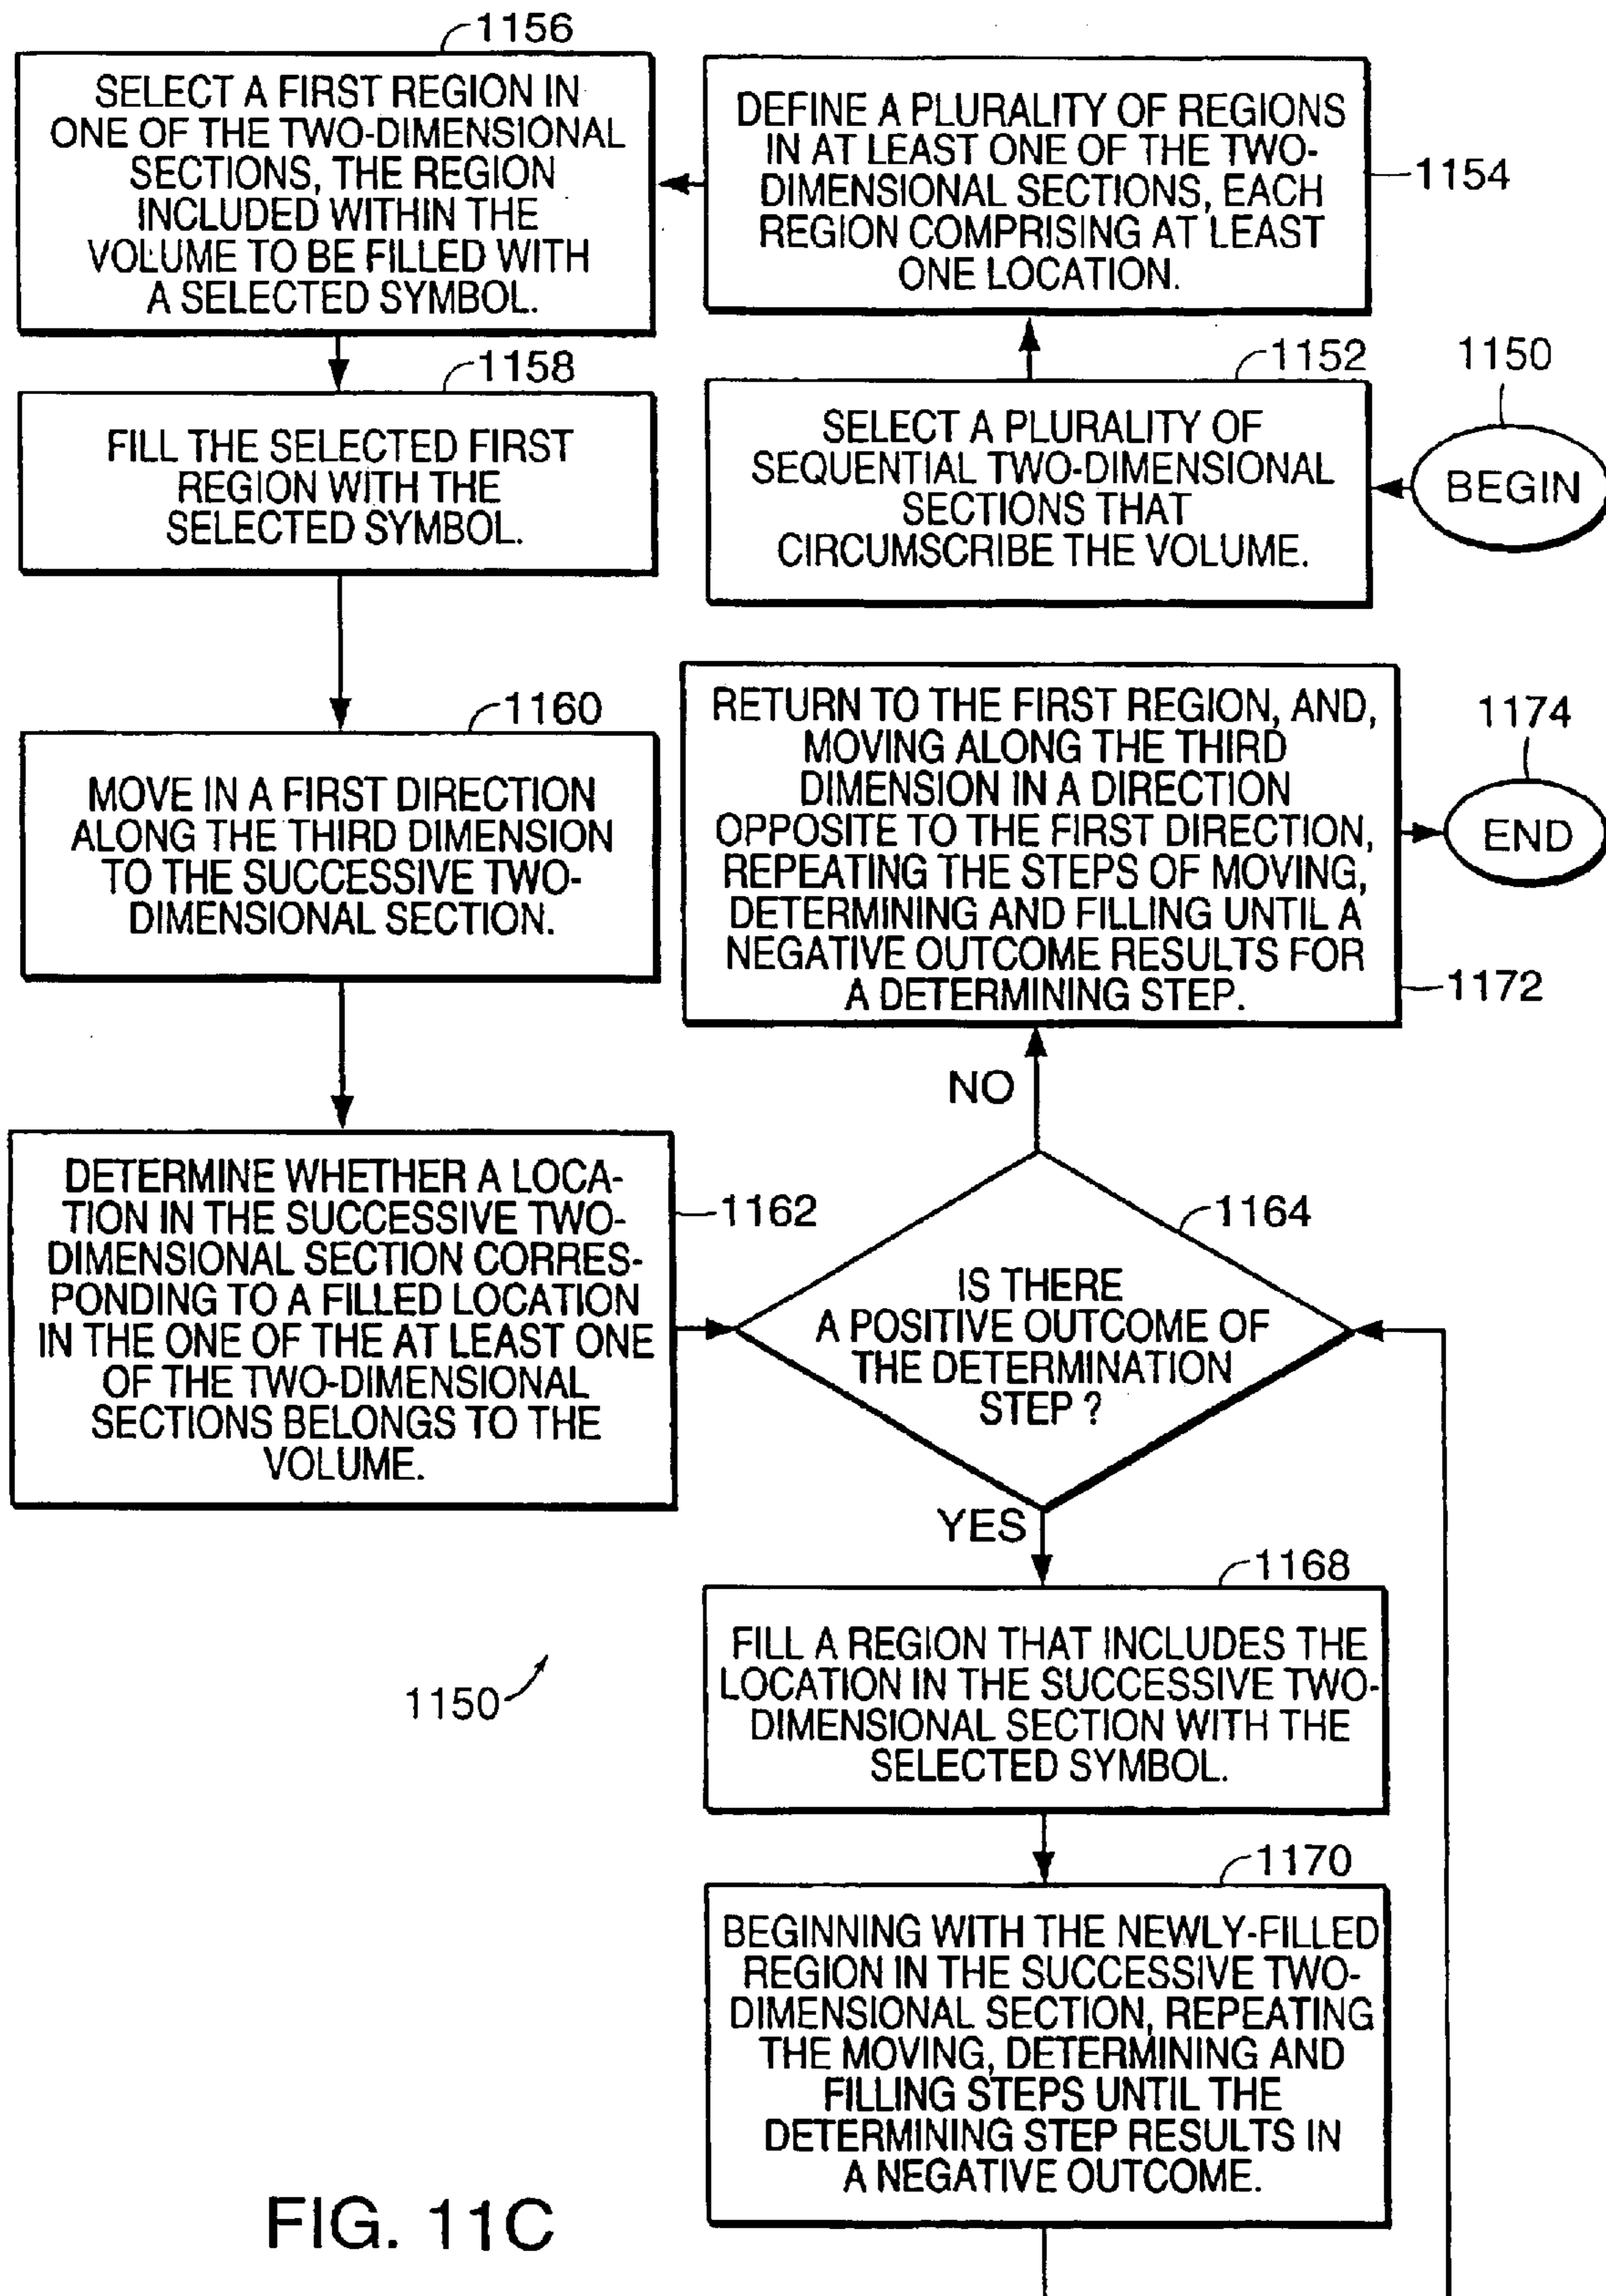 1150
BEGIN
1152
SELECT A PLURALITY OF
SEQUENTIAL TWO-DIMENSIONAL
SECTIONS THAT
CIRCUMSCRIBE THE VOLUME.
1154
DEFINE A PLURALITY OF REGIONS
IN AT LEAST ONE OF THE TWO-
DIMENSIONAL SECTIONS, EACH
REGION COMPRISING AT LEAST
ONE LOCATION.
1156
SELECT A FIRST REGION IN
ONE OF THE TWO-DIMENSIONAL
SECTIONS, THE REGION
INCLUDED WITHIN THE
VOLUME TO BE FILLED WITH
A SELECTED SYMBOL.
1158
FILL THE SELECTED FIRST
REGION WITH THE
SELECTED SYMBOL.
1160
MOVE IN A FIRST DIRECTION
ALONG THE THIRD DIMENSION
TO THE SUCCESSIVE TWO-
DIMENSIONAL SECTION.
1162
DETERMINE WHETHER A LOCA-
TION IN THE SUCCESSIVE TWO-
DIMENSIONAL SECTION CORRES-
PONDING TO A FILLED LOCATION
IN THE ONE OF THE AT LEAST ONE
OF THE TWO-DIMENSIONAL
SECTIONS BELONGS TO THE
VOLUME.
1164
IS THERE
A POSITIVE OUTCOME OF
THE DETERMINATION
STEP ?
NO
RETURN TO THE FIRST REGION, AND,
MOVING ALONG THE THIRD
DIMENSION IN A DIRECTION
OPPOSITE TO THE FIRST DIRECTION,
REPEATING THE STEPS OF MOVING,
DETERMINING AND FILLING UNTIL A
NEGATIVE OUTCOME RESULTS FOR
A DETERMINING STEP.
1172
1174
END
YES
1168
FILL A REGION THAT INCLUDES THE
LOCATION IN THE SUCCESSIVE TWO-
DIMENSIONAL SECTION WITH THE
SELECTED SYMBOL.
1170
BEGINNING WITH THE NEWLY-FILLED
REGION IN THE SUCCESSIVE TWO-
DIMENSIONAL SECTION, REPEATING
THE MOVING, DETERMINING AND
FILLING STEPS UNTIL THE
DETERMINING STEP RESULTS IN
A NEGATIVE OUTCOME.
1150
FIG. 11C